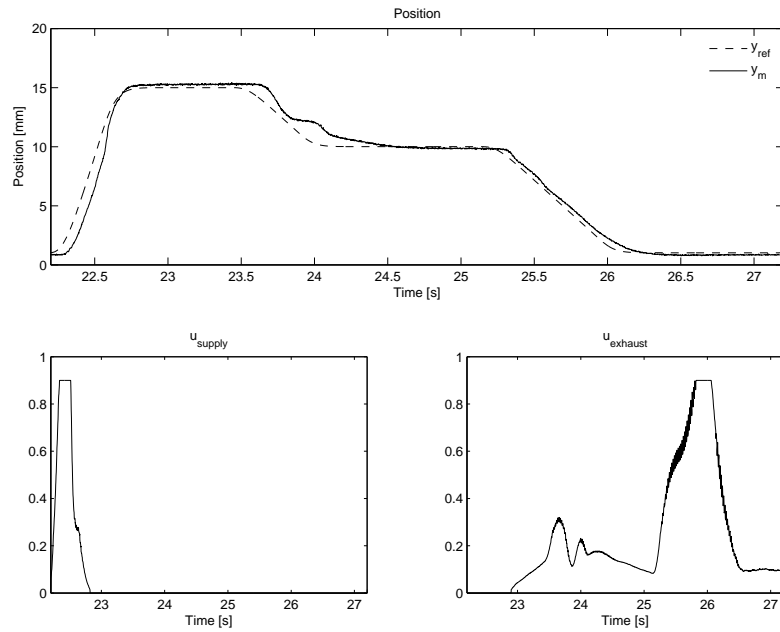 Position
20
15
10
5
0
Position [mm]
y_ref
y_m
22.5 23 23.5 24 24.5 25 25.5 26 26.5 27
Time [s]
u_supply
1
0.8
0.6
0.4
0.2
0
23 24 25 26 27
Time [s]
u_exhaust
1
0.8
0.6
0.4
0.2
0
23 24 25 26 27
Time [s]